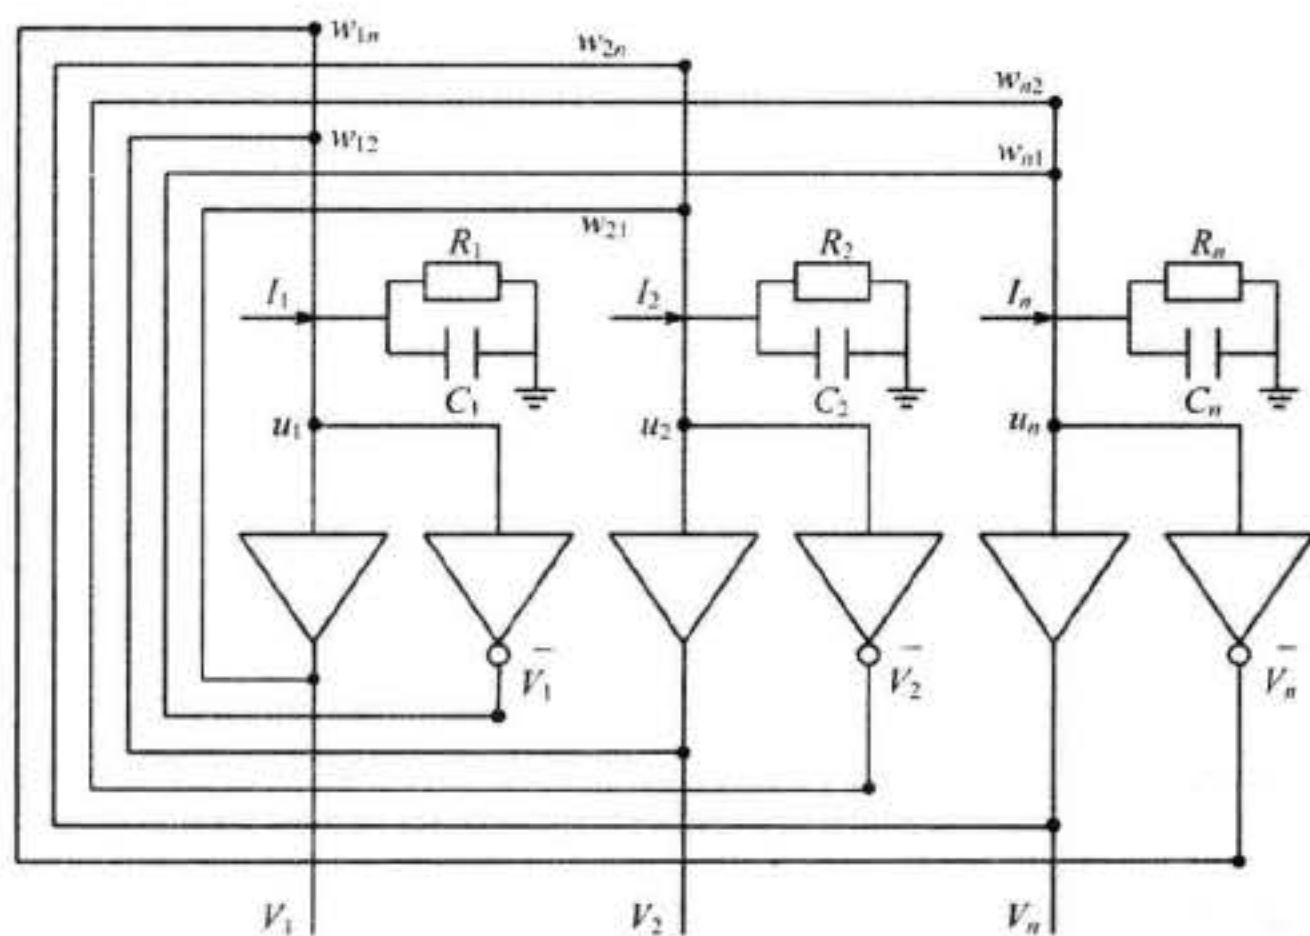 w₁ₙ
w₂ₙ
wₙ₂
w₁₂
wₙ₁
w₂₁
R₁ R₂ Rₙ
I₁ I₂ Iₙ
C₁ C₂ Cₙ
u₁ u₂ uₙ
V̄₁ V̄₂ V̄ₙ
V₁ V₂ Vₙ